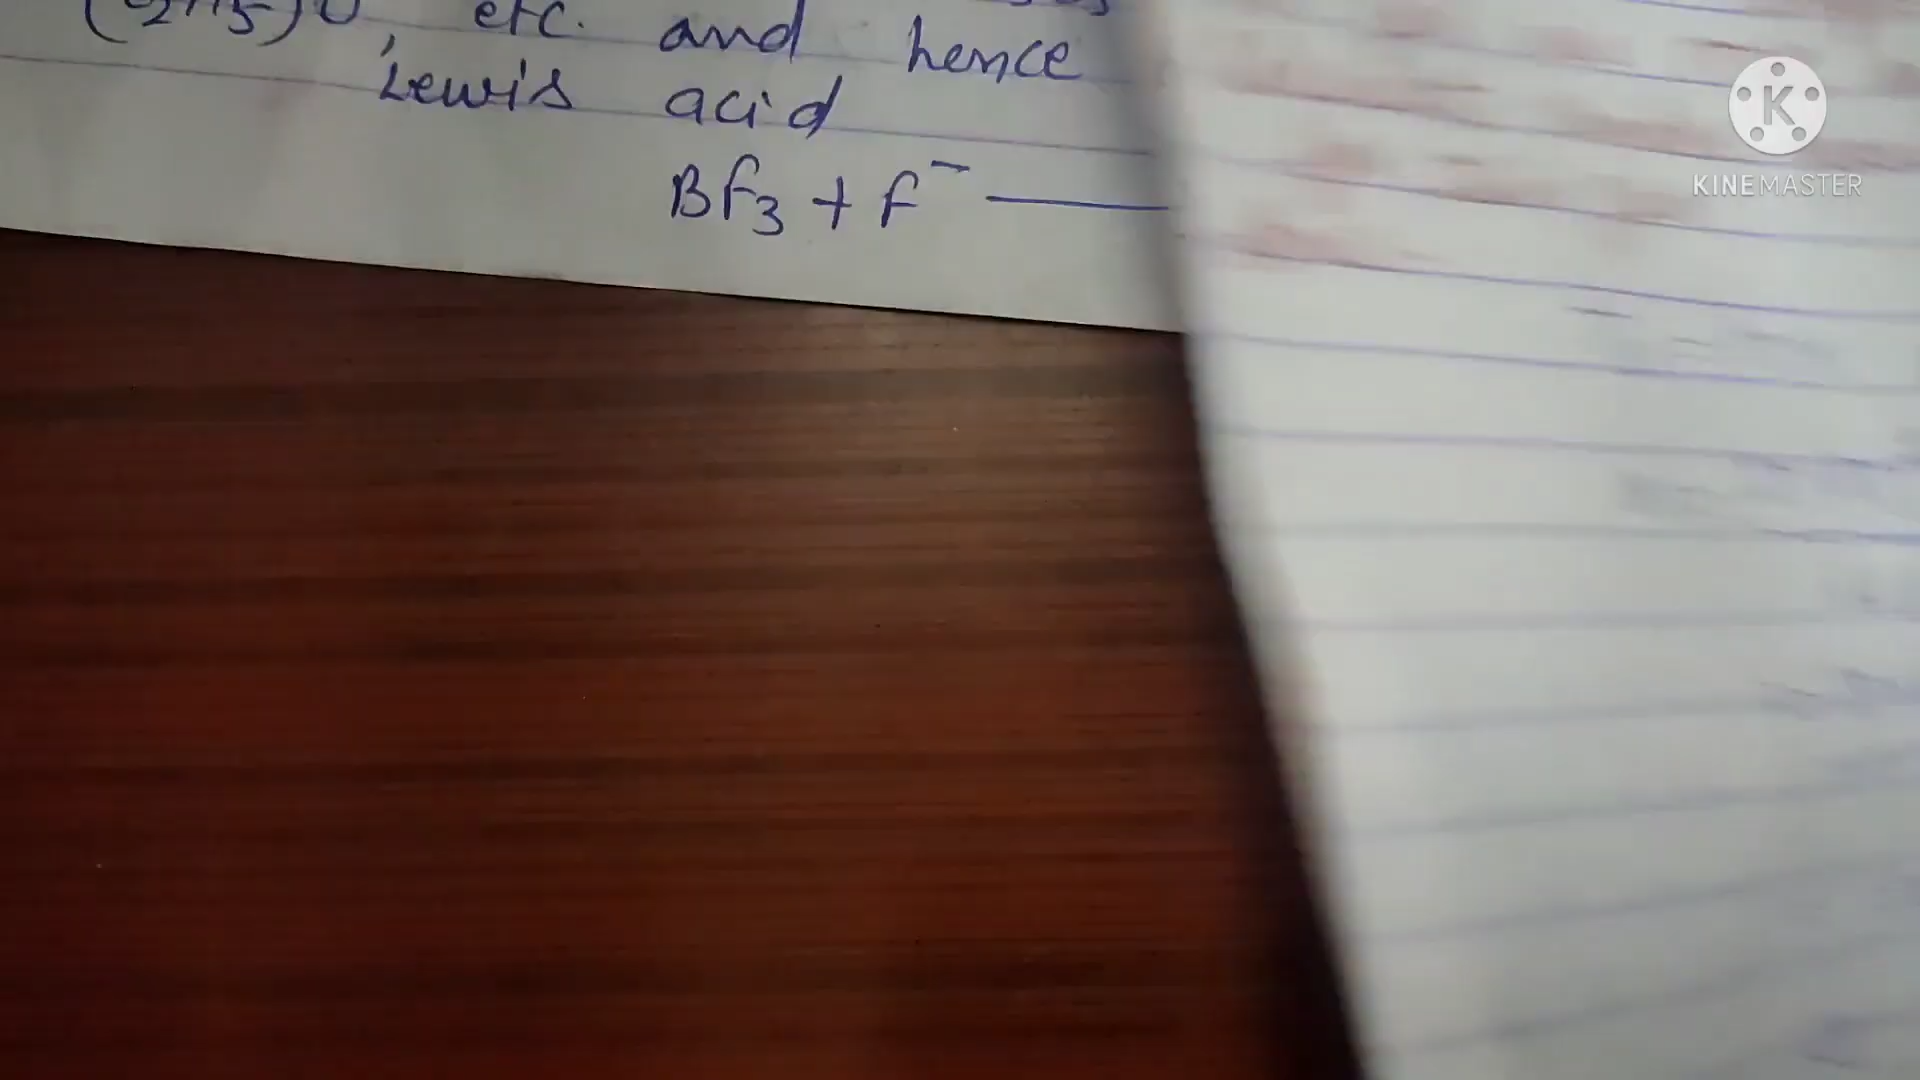 etc. and hence
Lewis acid
BF3 + F⁻ —
K
KINEMASTER